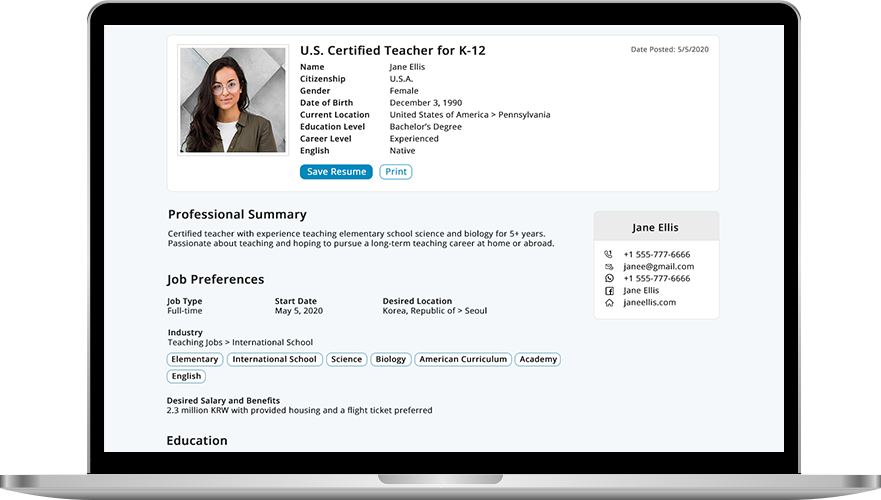 U.S. Certified Teacher for K-12
Date Posted: 5/5/2020
Name Jane Ellis
Citizenship U.S.A.
Gender Female
Date of Birth December 3, 1990
Current Location United States of America > Pennsylvania
Education Level Bachelor's Degree
Career Level Experienced
English Native
Save Resume Print
Professional Summary
Certified teacher with experience teaching elementary school science and biology for 5+ years.
Passionate about teaching and hoping to pursue a long-term teaching career at home or abroad.
Jane Ellis
+1 555-777-6666
janee@gmail.com
+1 555-777-6666
Jane Ellis
janeellis.com
Job Preferences
Job Type Start Date Desired Location
Full-time May 5, 2020 Korea, Republic of > Seoul
Industry
Teaching Jobs > International School
Elementary International School Science Biology American Curriculum Academy
English
Desired Salary and Benefits
2.3 million KRW with provided housing and a flight ticket preferred
Education